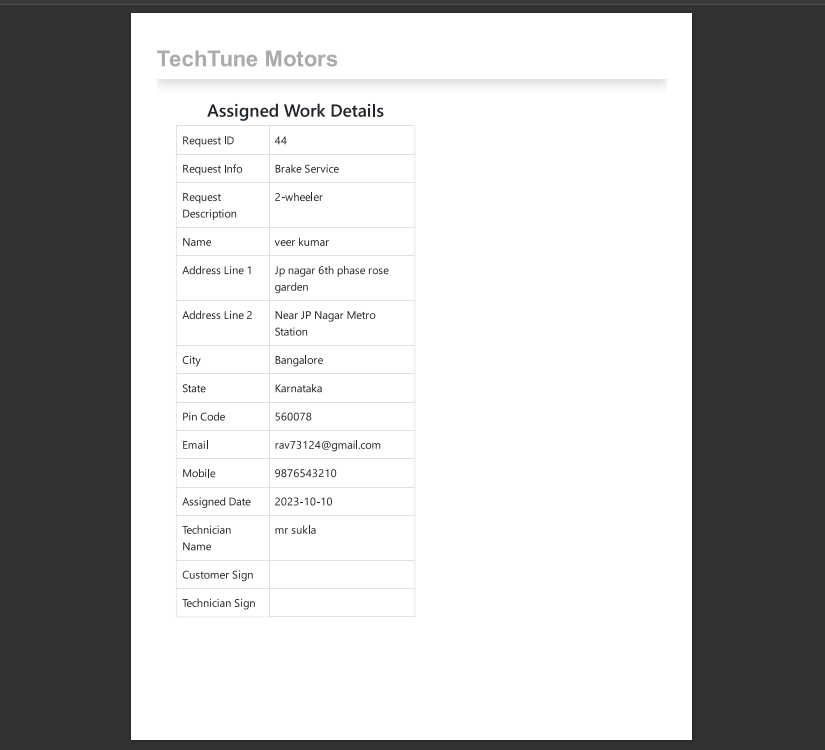 TechTune Motors
Assigned Work Details
Request ID 44
Request Info Brake Service
Request 2-wheeler
Description
Name veer kumar
Address Line 1 Jp nagar 6th phase rose
garden
Address Line 2 Near JP Nagar Metro
Station
City Bangalore
State Karnataka
Pin Code 560078
Email rav73124@gmail.com
Mobile 9876543210
Assigned Date 2023-10-10
Technician mr sukla
Name
Customer Sign
Technician Sign